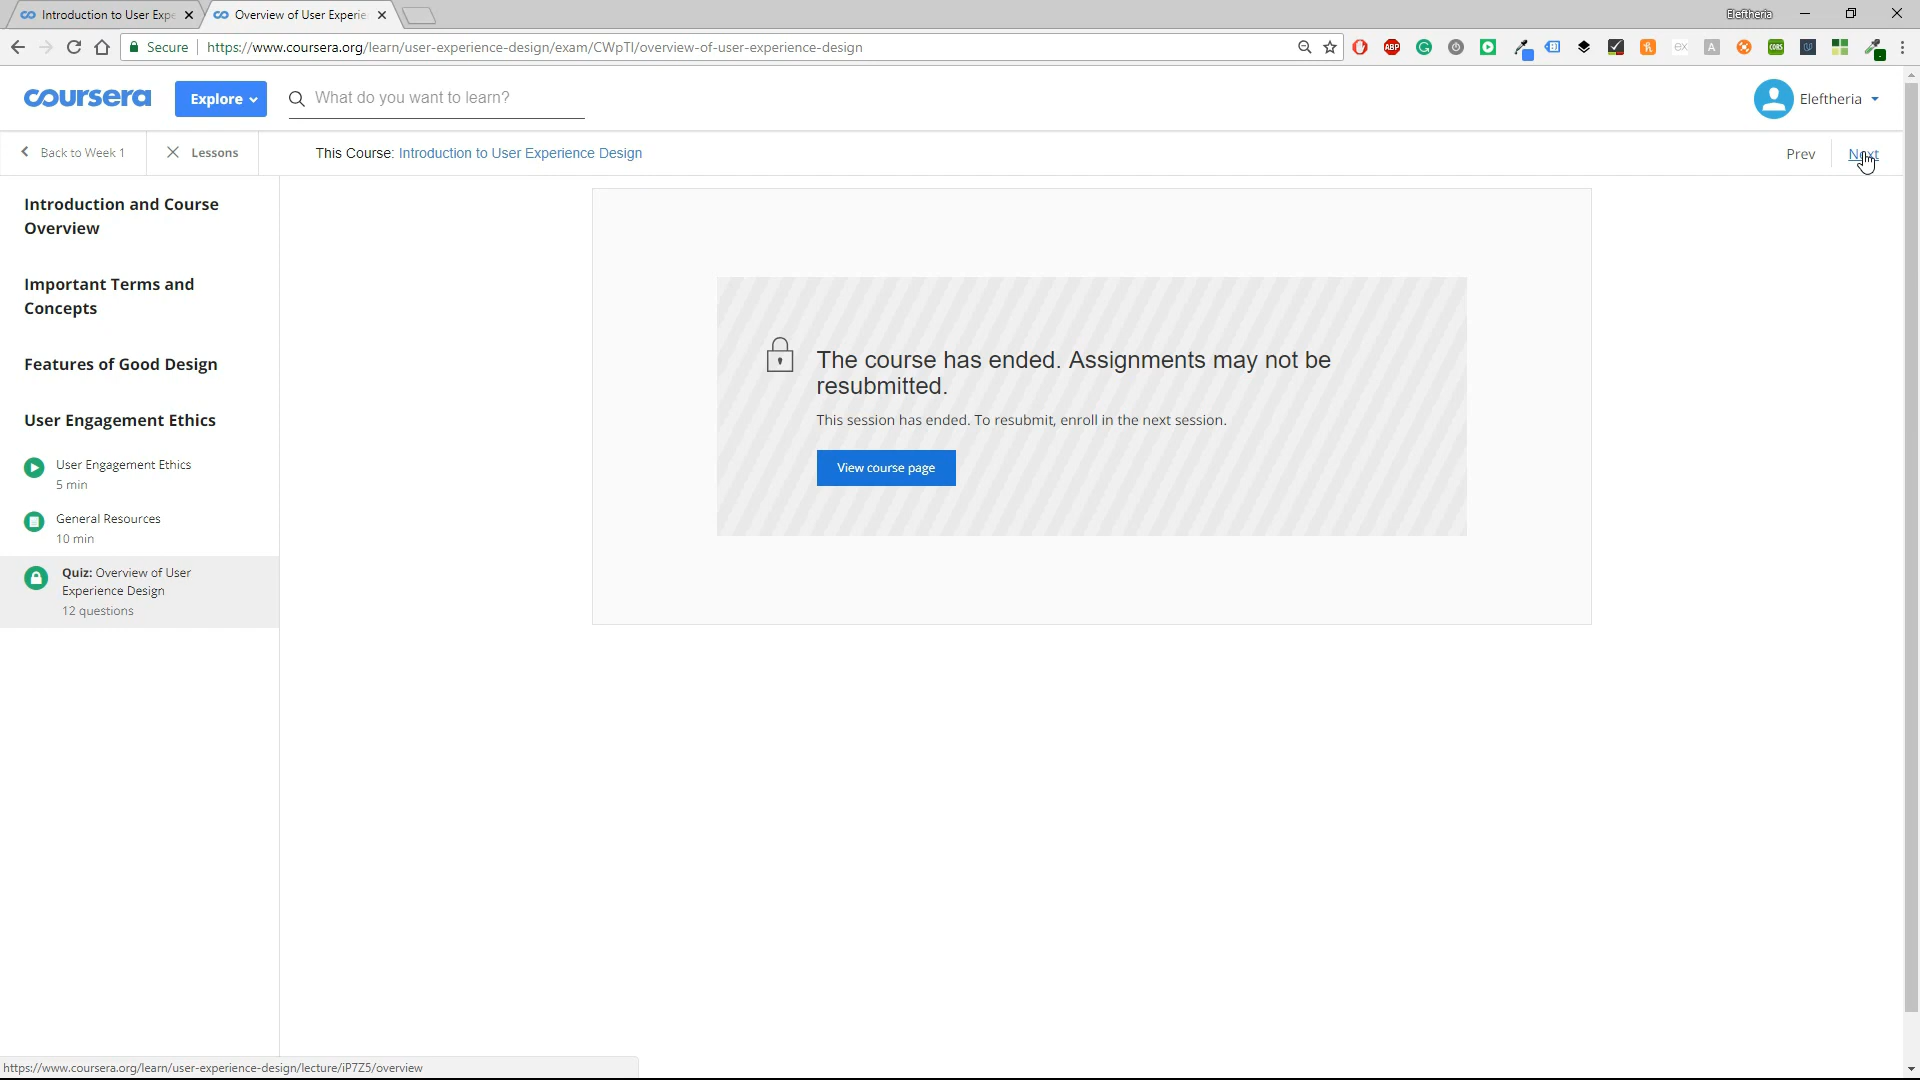 Introduction to User Expe
Overview of User Experie
Eleftheria
Secure
https://www.coursera.org/learn/user-experience-design/exam/CWpTl/overview-of-user-experience-design
ABP
ex
A
CORS
coursera
Explore
What do you want to learn?
Eleftheria
Back to Week 1
Lessons
This Course: Introduction to User Experience Design
Prev
Next
Introduction and Course
Overview
Important Terms and
Concepts
Features of Good Design
User Engagement Ethics
User Engagement Ethics
5 min
General Resources
10 min
Quiz: Overview of User
Experience Design
12 questions
The course has ended. Assignments may not be
resubmitted.
This session has ended. To resubmit, enroll in the next session.
View course page
https://www.coursera.org/learn/user-experience-design/lecture/iP7Z5/overview